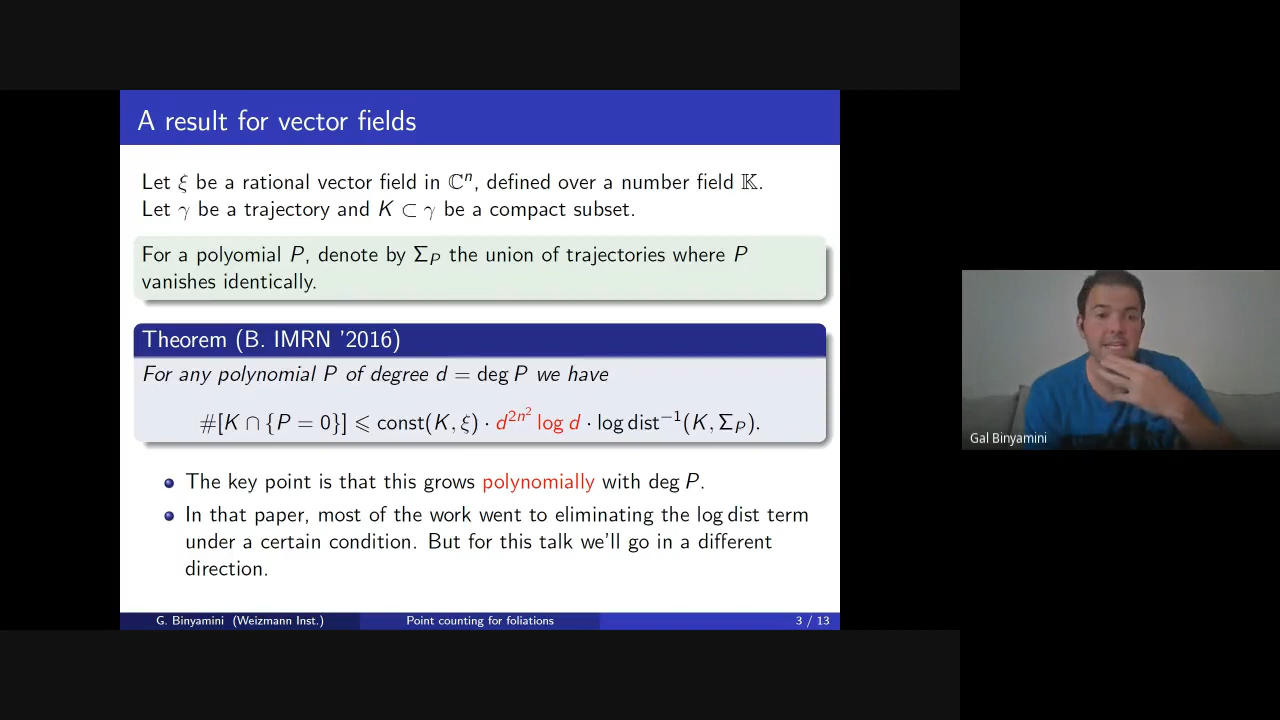 A result for vector fields
Let ξ be a rational vector field in ℂⁿ, defined over a number field 𝕂.
Let γ be a trajectory and K ⊂ γ be a compact subset.
For a polyomial P, denote by Σ_P the union of trajectories where P
vanishes identically.
Theorem (B. IMRN '2016)
For any polynomial P of degree d = deg P we have
#[K ∩ {P = 0}] ⩽ const(K, ξ) · d^{2n²} log d · log dist⁻¹(K, Σ_P).
The key point is that this grows polynomially with deg P.
In that paper, most of the work went to eliminating the log dist term
under a certain condition. But for this talk we'll go in a different
direction.
G. Binyamini (Weizmann Inst.) Point counting for foliations 3 / 13
Gal Binyamini